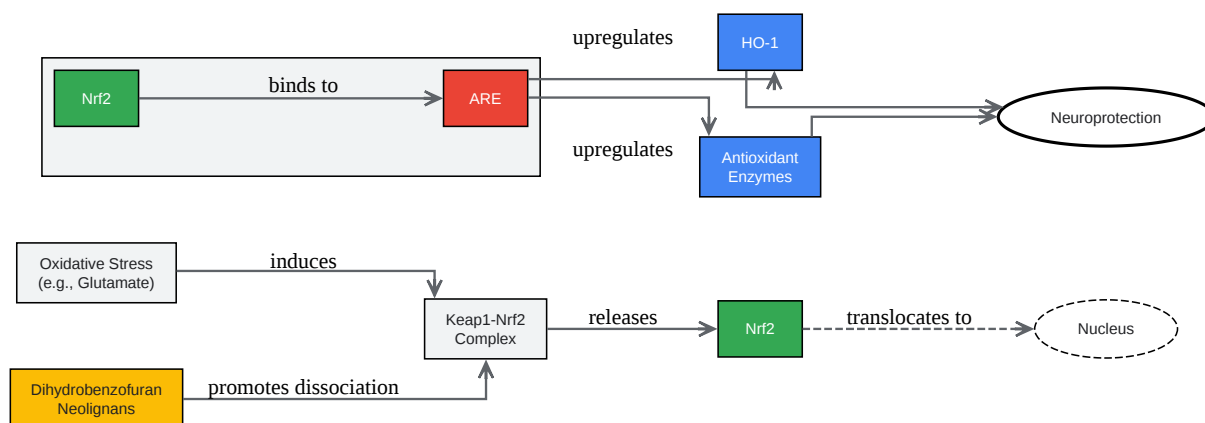 upregulates
HO-1
Nrf2
binds to
ARE
Neuroprotection
upregulates
Antioxidant
Enzymes
Oxidative Stress
(e.g., Glutamate)
induces
Keap1-Nrf2
Complex
releases
Nrf2
translocates to
Nucleus
Dihydrobenzofuran
Neolignans
promotes dissociation